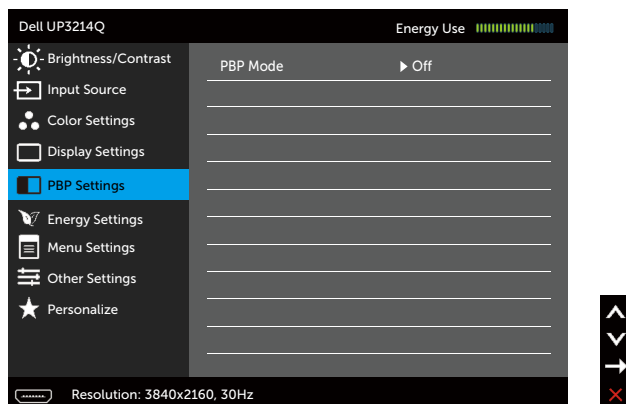 Dell UP3214Q Energy Use
Brightness/Contrast
PBP Mode Off
Input Source
Color Settings
Display Settings
PBP Settings
Energy Settings
Menu Settings
Other Settings
Personalize
Resolution: 3840x2160, 30Hz